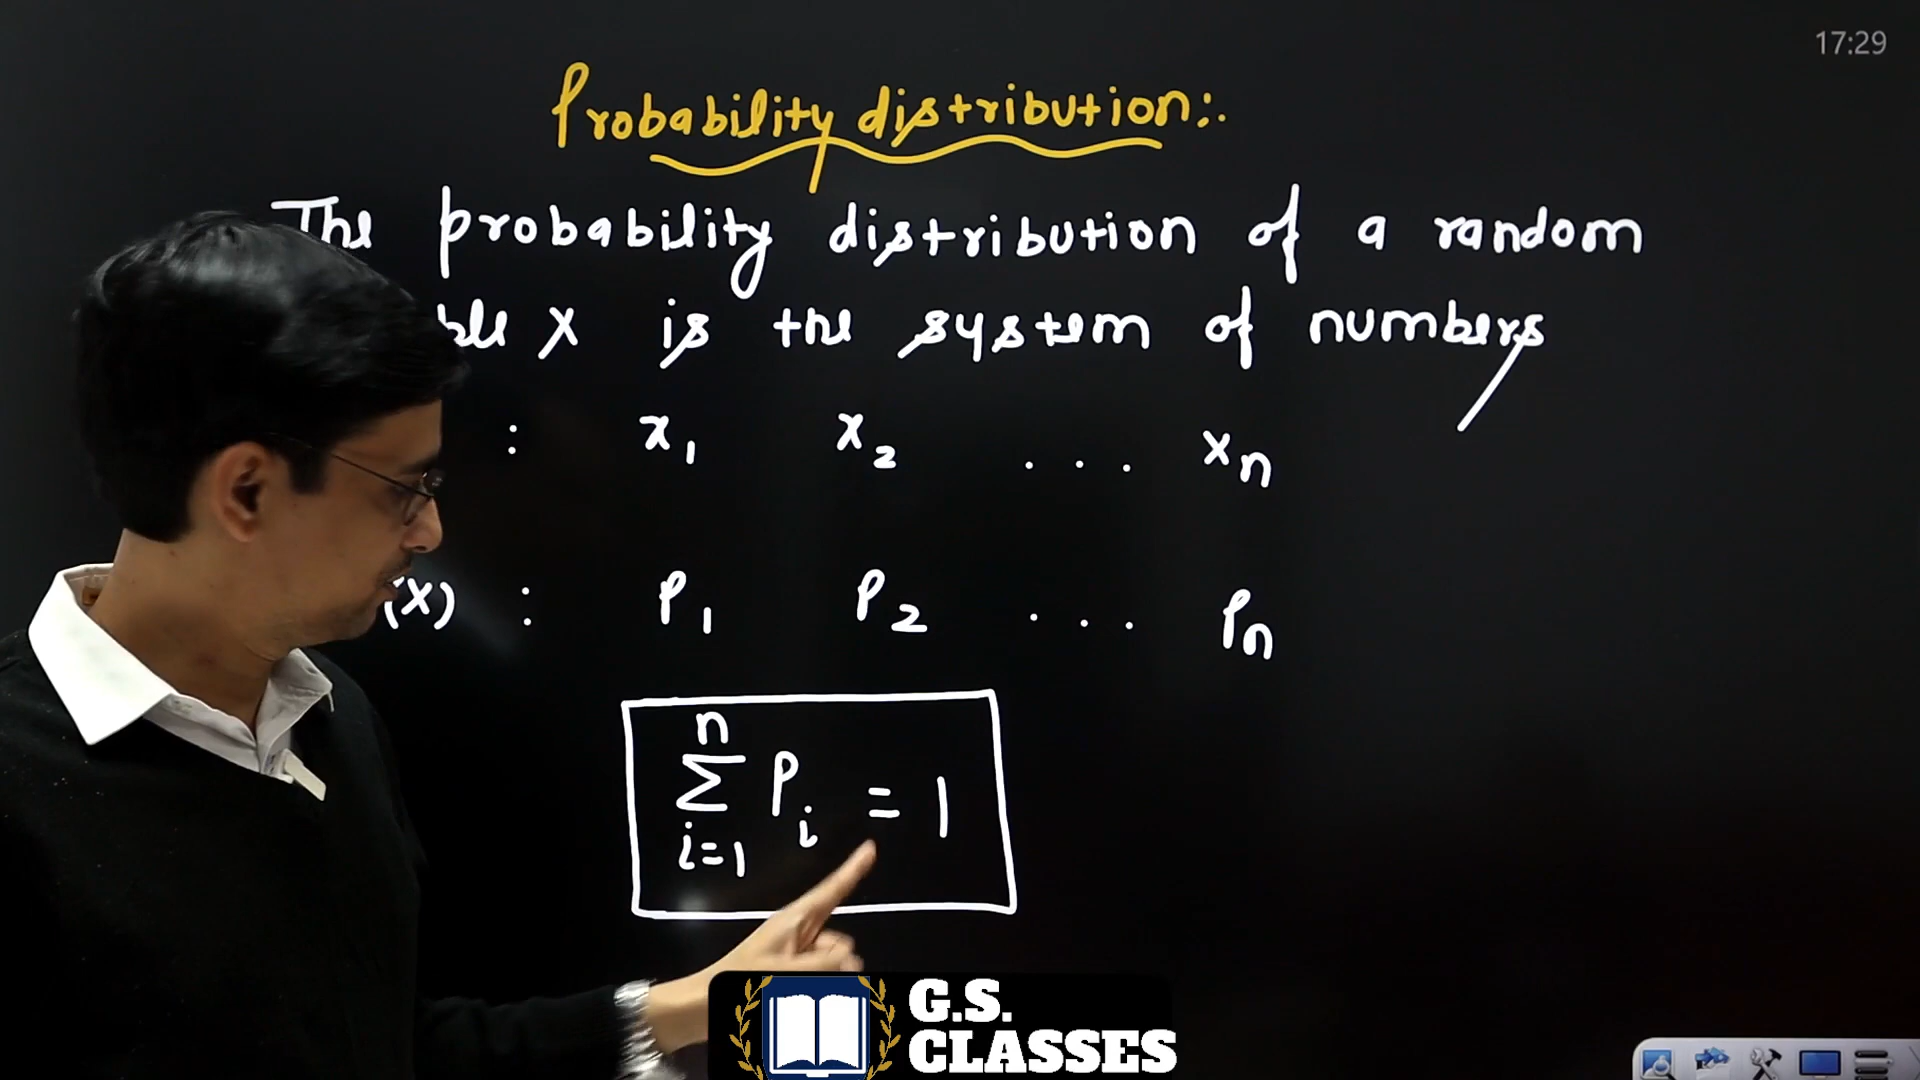 17:29
Probability distribution:.
The probability distribution of a random
ble X is the system of numbers
: x₁ x₂ ... xₙ
(X) : P₁ P₂ ... Pₙ
n
∑ Pᵢ = 1
i=1
G.S.
CLASSES